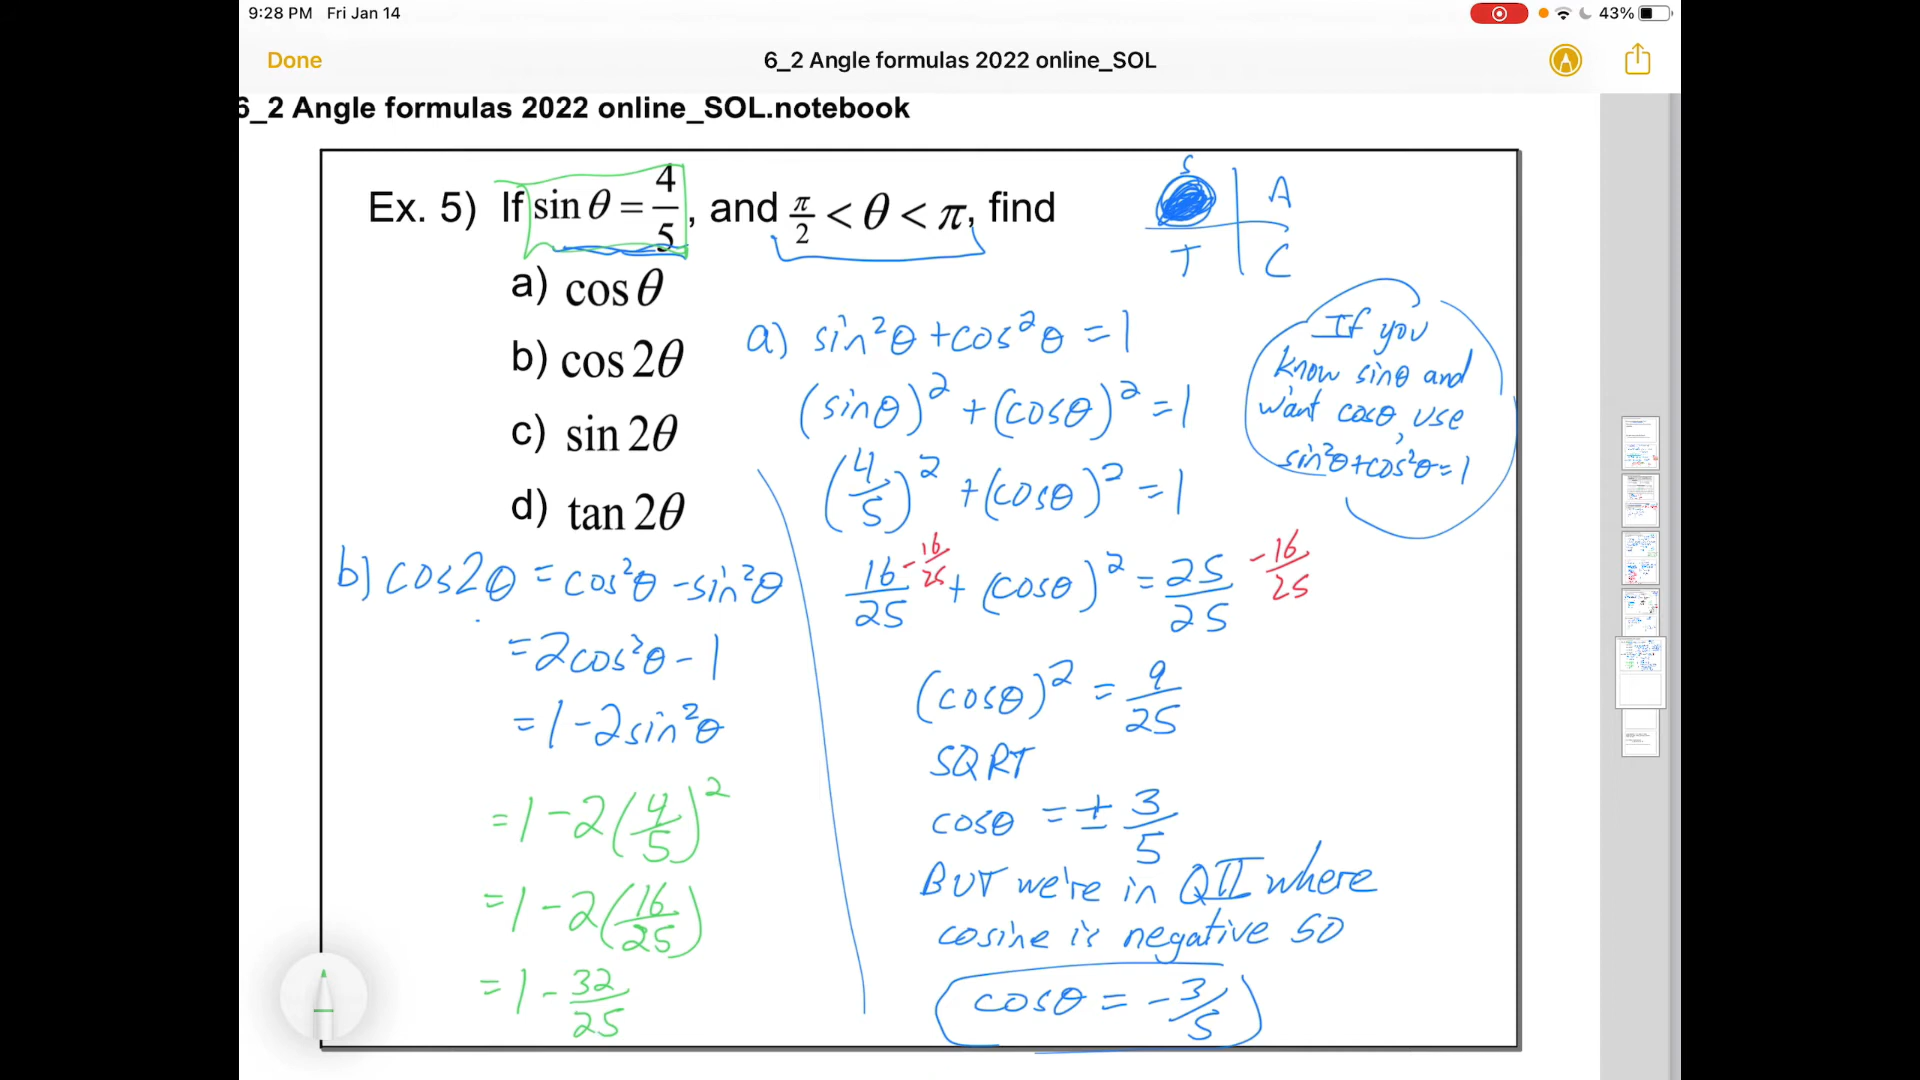 9:28 PM Fri Jan 14
43%
Done
6_2 Angle formulas 2022 online_SOL
6_2 Angle formulas 2022 online_SOL.notebook
Ex. 5) If sin θ = 4/5, and π/2 < θ < π, find
a) cos θ
b) cos 2θ
c) sin 2θ
d) tan 2θ
S
A
T
C
If you
know sinθ and
want cosθ, use
sin²θ+cos²θ=1
a) sin²θ + cos²θ = 1
(sinθ)² + (cosθ)² = 1
(4/5)² + (cosθ)² = 1
16/25 - 16/25 + (cosθ)² = 25/25 - 16/25
(cosθ)² = 9/25
SQRT
cosθ = ± 3/5
BUT we're in QII where
cosine is negative so
cosθ = -3/5
b) cos2θ = cos²θ - sin²θ
= 2cos²θ - 1
= 1 - 2sin²θ
= 1 - 2(4/5)²
= 1 - 2(16/25)
= 1 - 32/25